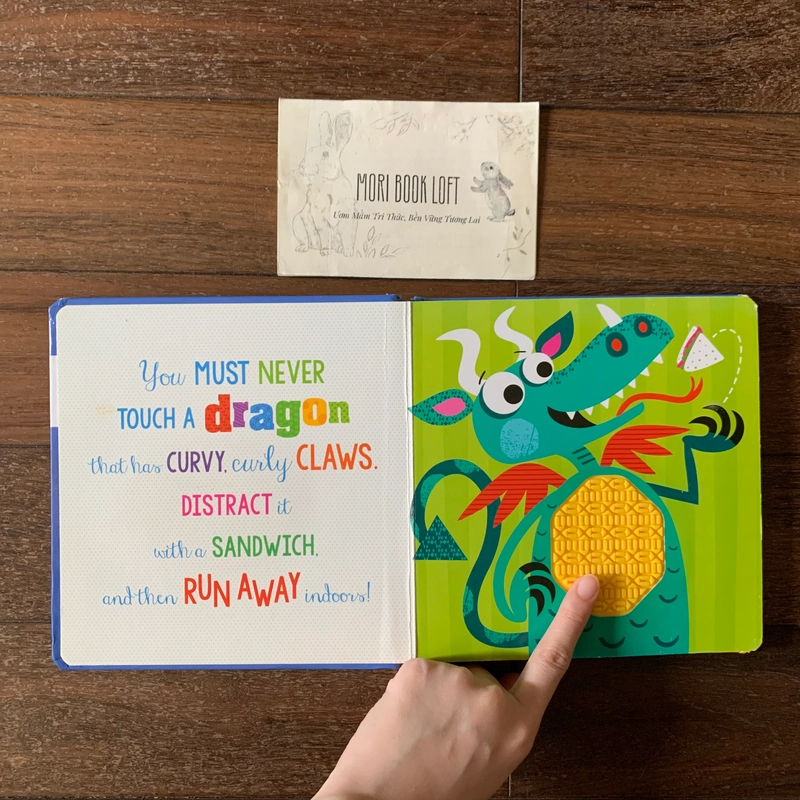 MORI BOOK LOFT
Ươm Mầm Tri Thức, Bền Vững Tương Lai
You MUST NEVER
TOUCH A dragon
that has CURVY, curly CLAWS.
DISTRACT it
with a SANDWICH,
and then RUN AWAY indoors!